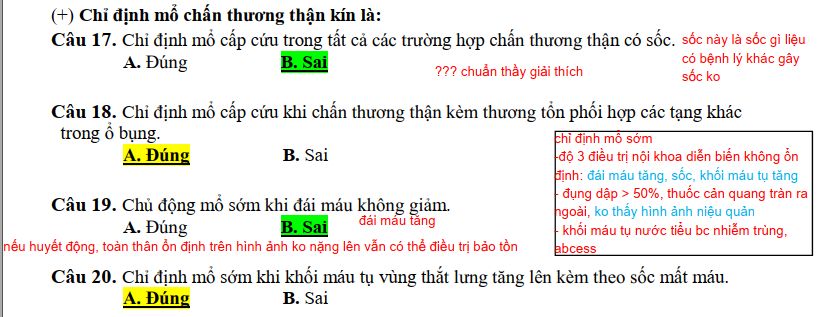 (+) Chỉ định mổ chấn thương thận kín là:
Câu 17. Chỉ định mổ cấp cứu trong tất cả các trường hợp chấn thương thận có sốc.
sốc này là sốc gì liệu
có bệnh lý khác gây
sốc ko
A. Đúng B. Sai
??? chuẩn thầy giải thích
Câu 18. Chỉ định mổ cấp cứu khi chấn thương thận kèm thương tổn phối hợp các tạng khác
trong ổ bụng.
A. Đúng B. Sai
chỉ định mổ sớm
-độ 3 điều trị nội khoa diễn biến không ổn
định: đái máu tăng, sốc, khối máu tụ tăng
- đụng dập > 50%, thuốc cản quang tràn ra
ngoài, ko thấy hình ảnh niệu quản
- khối máu tụ nước tiểu bc nhiễm trùng,
abcess
Câu 19. Chủ động mổ sớm khi đái máu không giảm.
A. Đúng B. Sai
đái máu tăng
nếu huyết động, toàn thân ổn định trên hình ảnh ko nặng lên vẫn có thể điều trị bảo tồn
Câu 20. Chỉ định mổ sớm khi khối máu tụ vùng thắt lưng tăng lên kèm theo sốc mất máu.
A. Đúng B. Sai